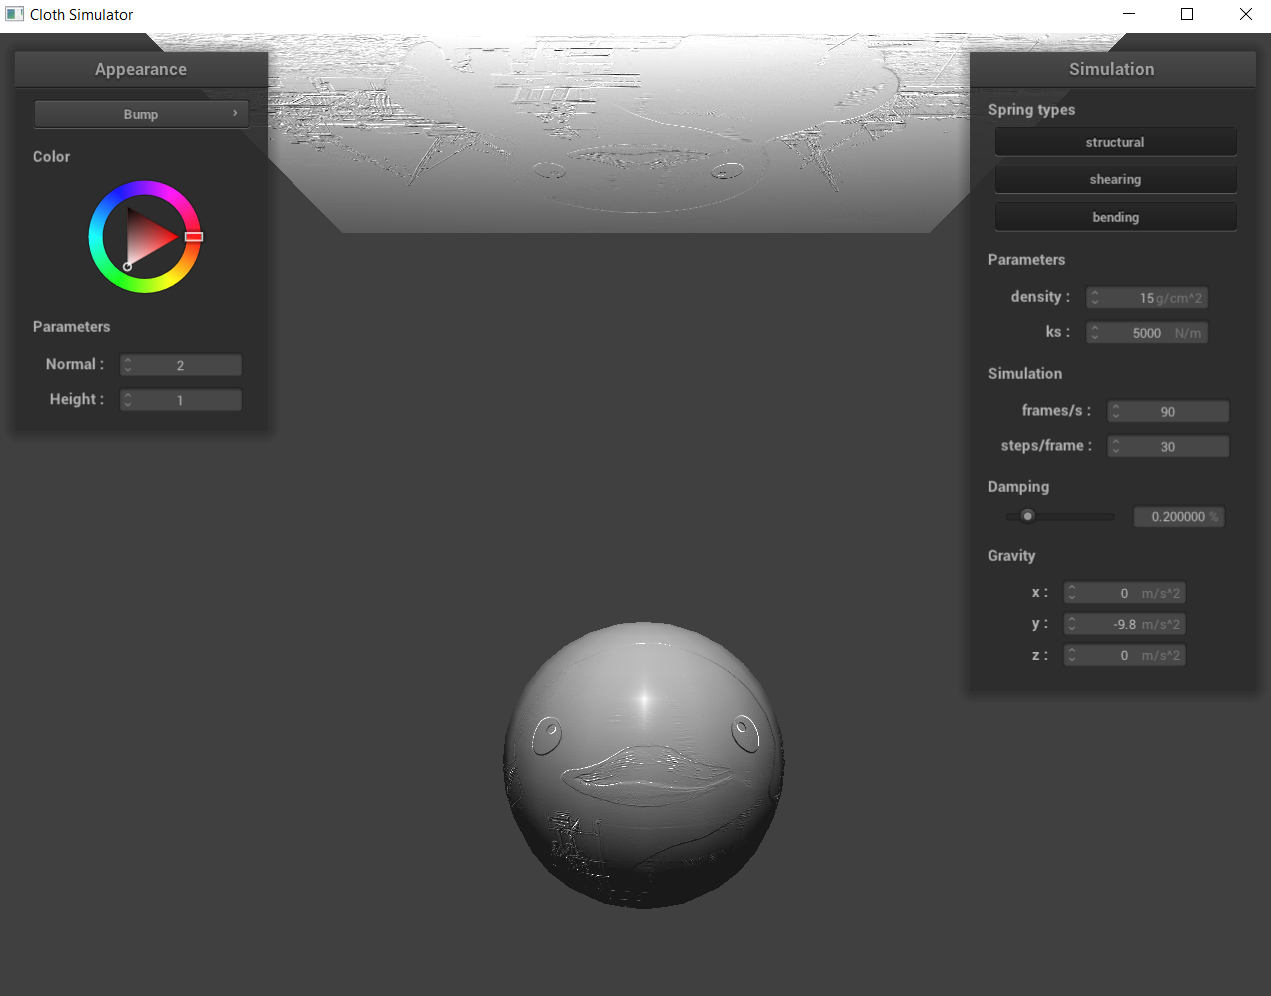 Cloth Simulator
Appearance
Bump
Color
Parameters
Normal : 2
Height : 1
Simulation
Spring types
structural
shearing
bending
Parameters
density : 15 g/cm^2
ks : 5000 N/m
Simulation
frames/s : 90
steps/frame : 30
Damping
0.200000 %
Gravity
x : 0 m/s^2
y : -9.8 m/s^2
z : 0 m/s^2